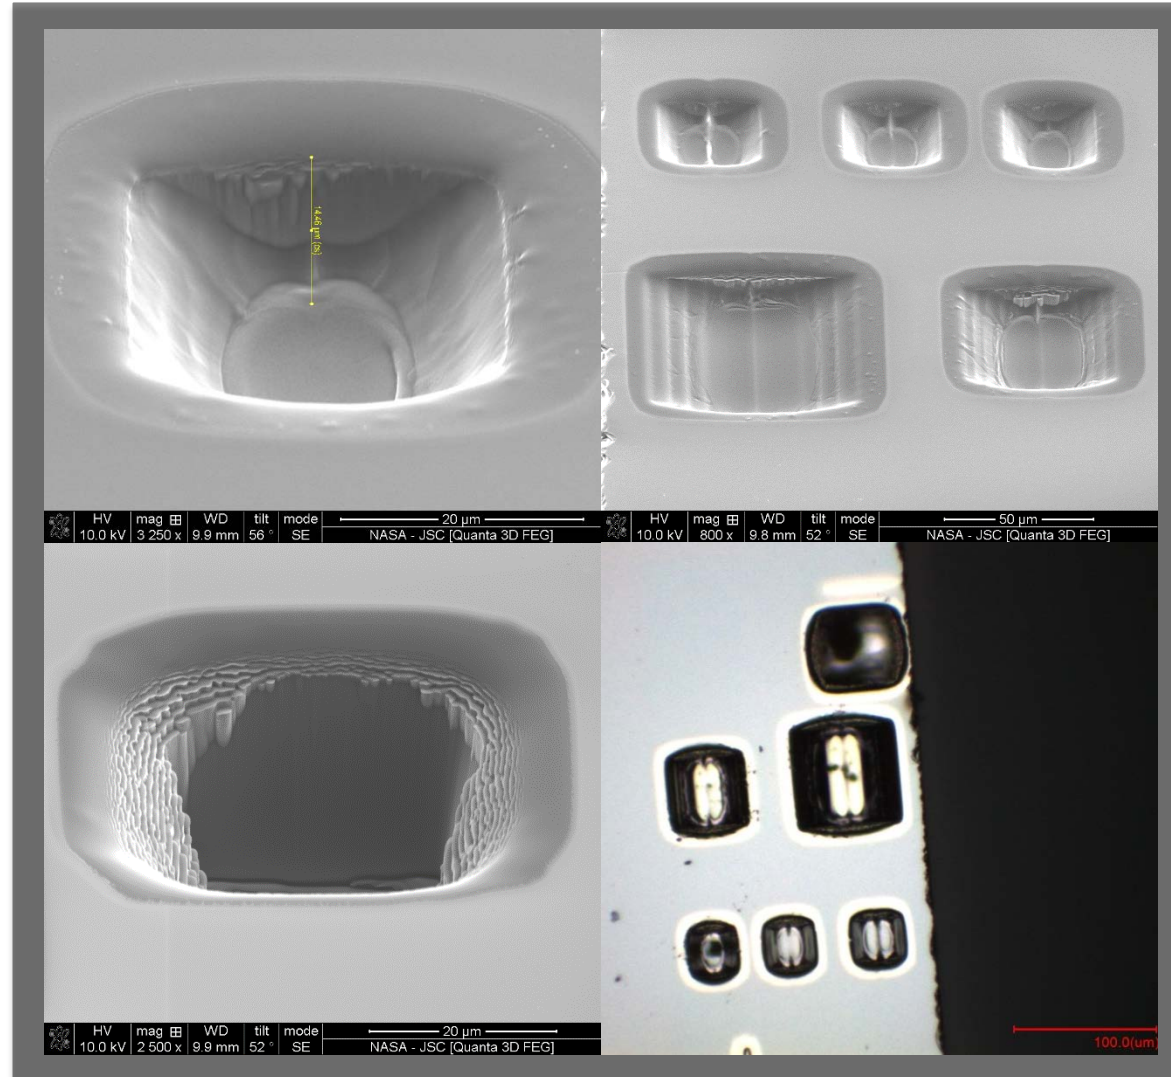 14.46 µm (cs)
HV mag WD tilt mode 20 µm
10.0 kV 3 250 x 9.9 mm 56 ° SE NASA - JSC [Quanta 3D FEG]
HV mag WD tilt mode 50 µm
10.0 kV 800 x 9.8 mm 52 ° SE NASA - JSC [Quanta 3D FEG]
HV mag WD tilt mode 20 µm
10.0 kV 2 500 x 9.9 mm 52 ° SE NASA - JSC [Quanta 3D FEG]
100.0(um)